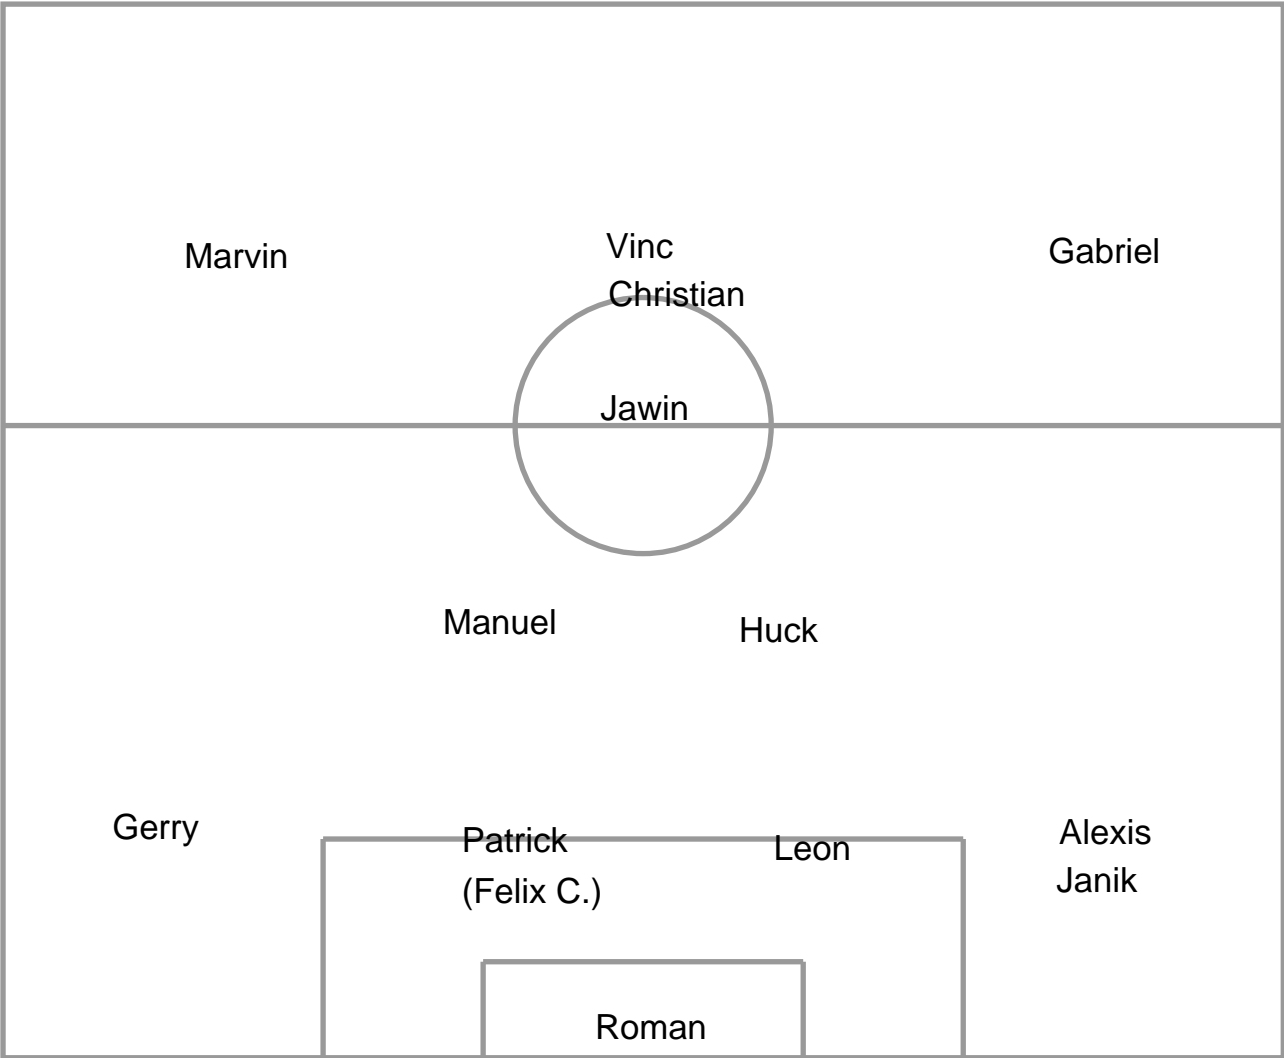 Marvin
Vinc
Christian
Gabriel
Jawin
Manuel
Huck
Gerry
Patrick
(Felix C.)
Leon
Alexis
Janik
Roman